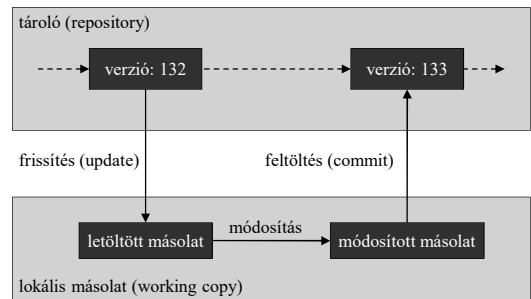 tároló (repository)
verzió: 132
verzió: 133
frissítés (update)
feltöltés (commit)
letöltött másolat
módosítás
módosított másolat
lokális másolat (working copy)